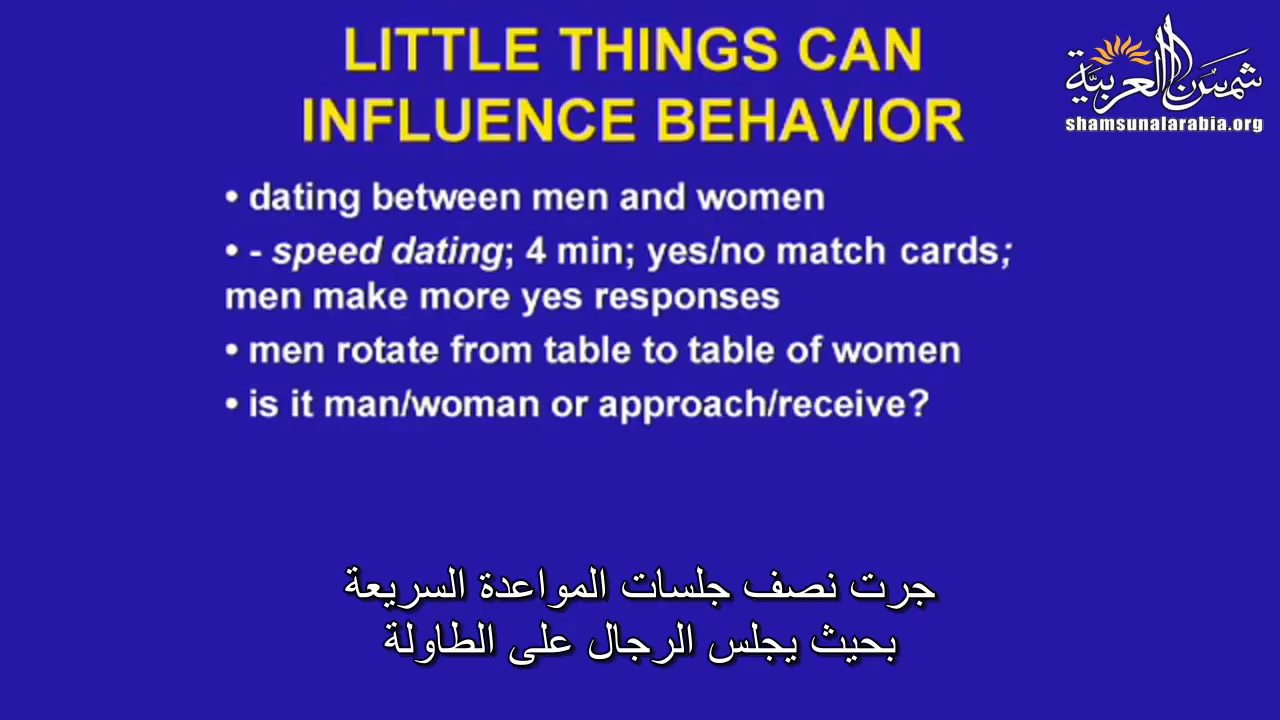 LITTLE THINGS CAN
INFLUENCE BEHAVIOR
شمسُنَا العربيّة
shamsunalarabia.org
• dating between men and women
• - speed dating; 4 min; yes/no match cards;
men make more yes responses
• men rotate from table to table of women
• is it man/woman or approach/receive?
جرت نصف جلسات المواعدة السريعة
بحيث يجلس الرجال على الطاولة